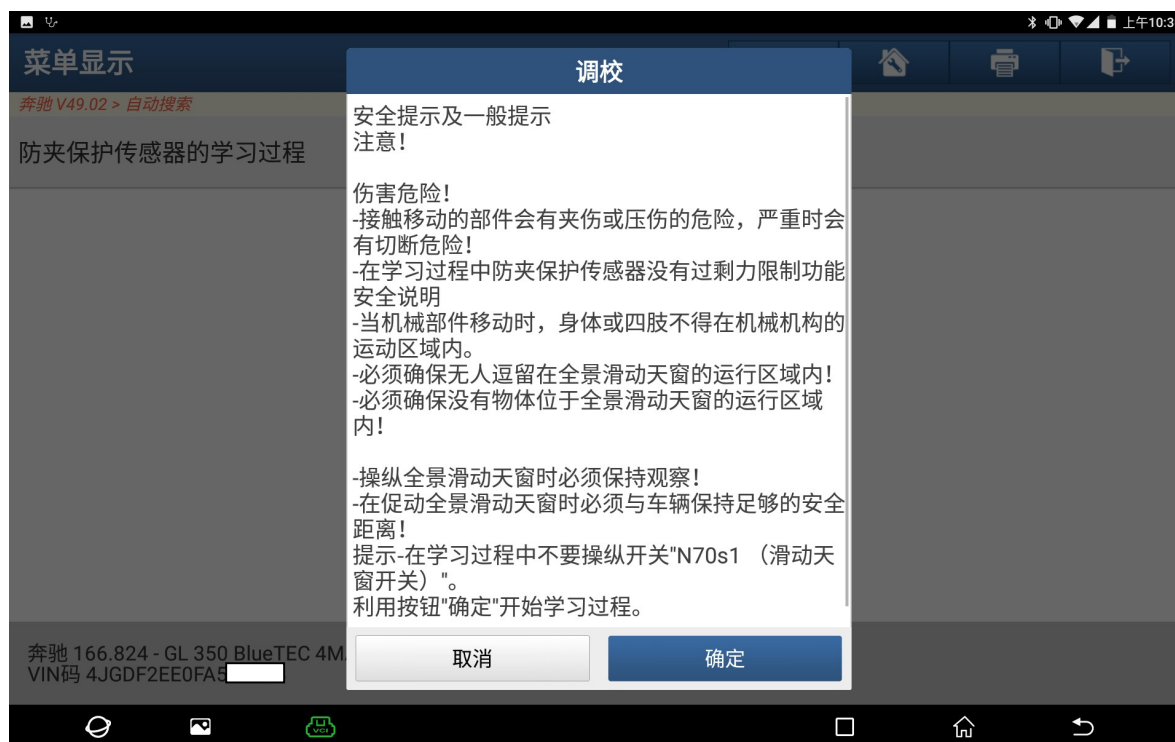 上午10:3
菜单显示
奔驰 V49.02 > 自动搜索
防夹保护传感器的学习过程
调校
安全提示及一般提示
注意！
伤害危险！
-接触移动的部件会有夹伤或压伤的危险，严重时会
有切断危险！
-在学习过程中防夹保护传感器没有过剩力限制功能
安全说明
-当机械部件移动时，身体或四肢不得在机械机构的
运动区域内。
-必须确保无人逗留在全景滑动天窗的运行区域内！
-必须确保没有物体位于全景滑动天窗的运行区域
内！
-操纵全景滑动天窗时必须保持观察！
-在促动全景滑动天窗时必须与车辆保持足够的安全
距离！
提示-在学习过程中不要操纵开关"N70s1 （滑动天
窗开关）"。
利用按钮"确定"开始学习过程。
取消
确定
奔驰 166.824 - GL 350 BlueTEC 4M
VIN码 4JGDF2EE0FA5
VCI